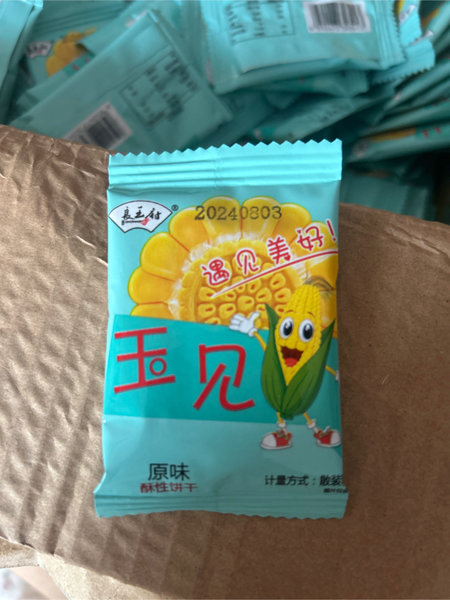 ®
20240803
遇见美好!
玉见
原味
酥性饼干
计量方式:散装